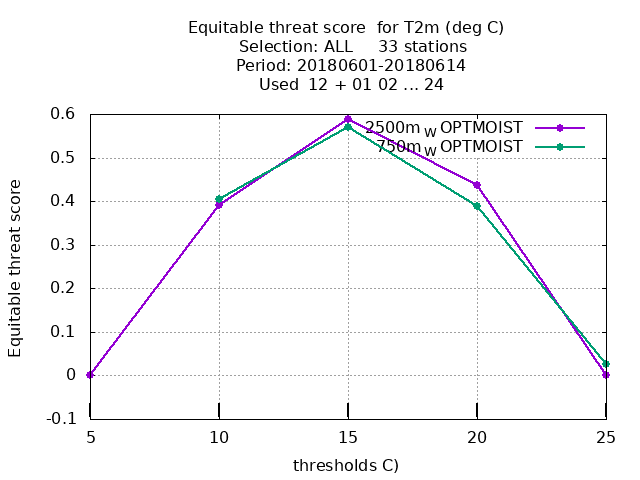 Equitable threat score  for T2m (deg C)
Selection: ALL     33 stations
Period: 20180601-20180614
Used  12 + 01 02 ... 24
0.6
0.5
0.4
0.3
0.2
0.1
0
-0.1
Equitable threat score
2500m WOPTMOIST
750m WOPTMOIST
5 10 15 20 25
thresholds C)